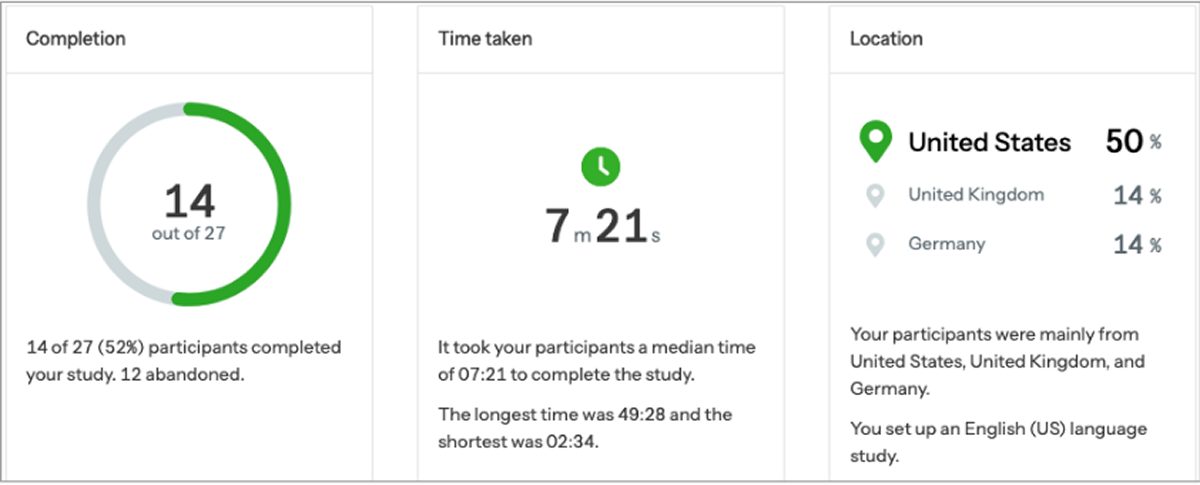 Completion
14
out of 27
14 of 27 (52%) participants completed
your study. 12 abandoned.
Time taken
7 m 21 s
It took your participants a median time
of 07:21 to complete the study.
The longest time was 49:28 and the
shortest was 02:34.
Location
United States 50 %
United Kingdom 14 %
Germany 14 %
Your participants were mainly from
United States, United Kingdom, and
Germany.
You set up an English (US) language
study.